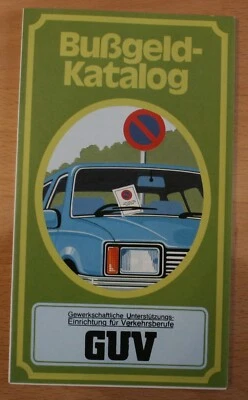 Bußgeld-
Katalog
Gewerkschaftliche Unterstützungs-
Einrichtung für Verkehrsberufe
GUV